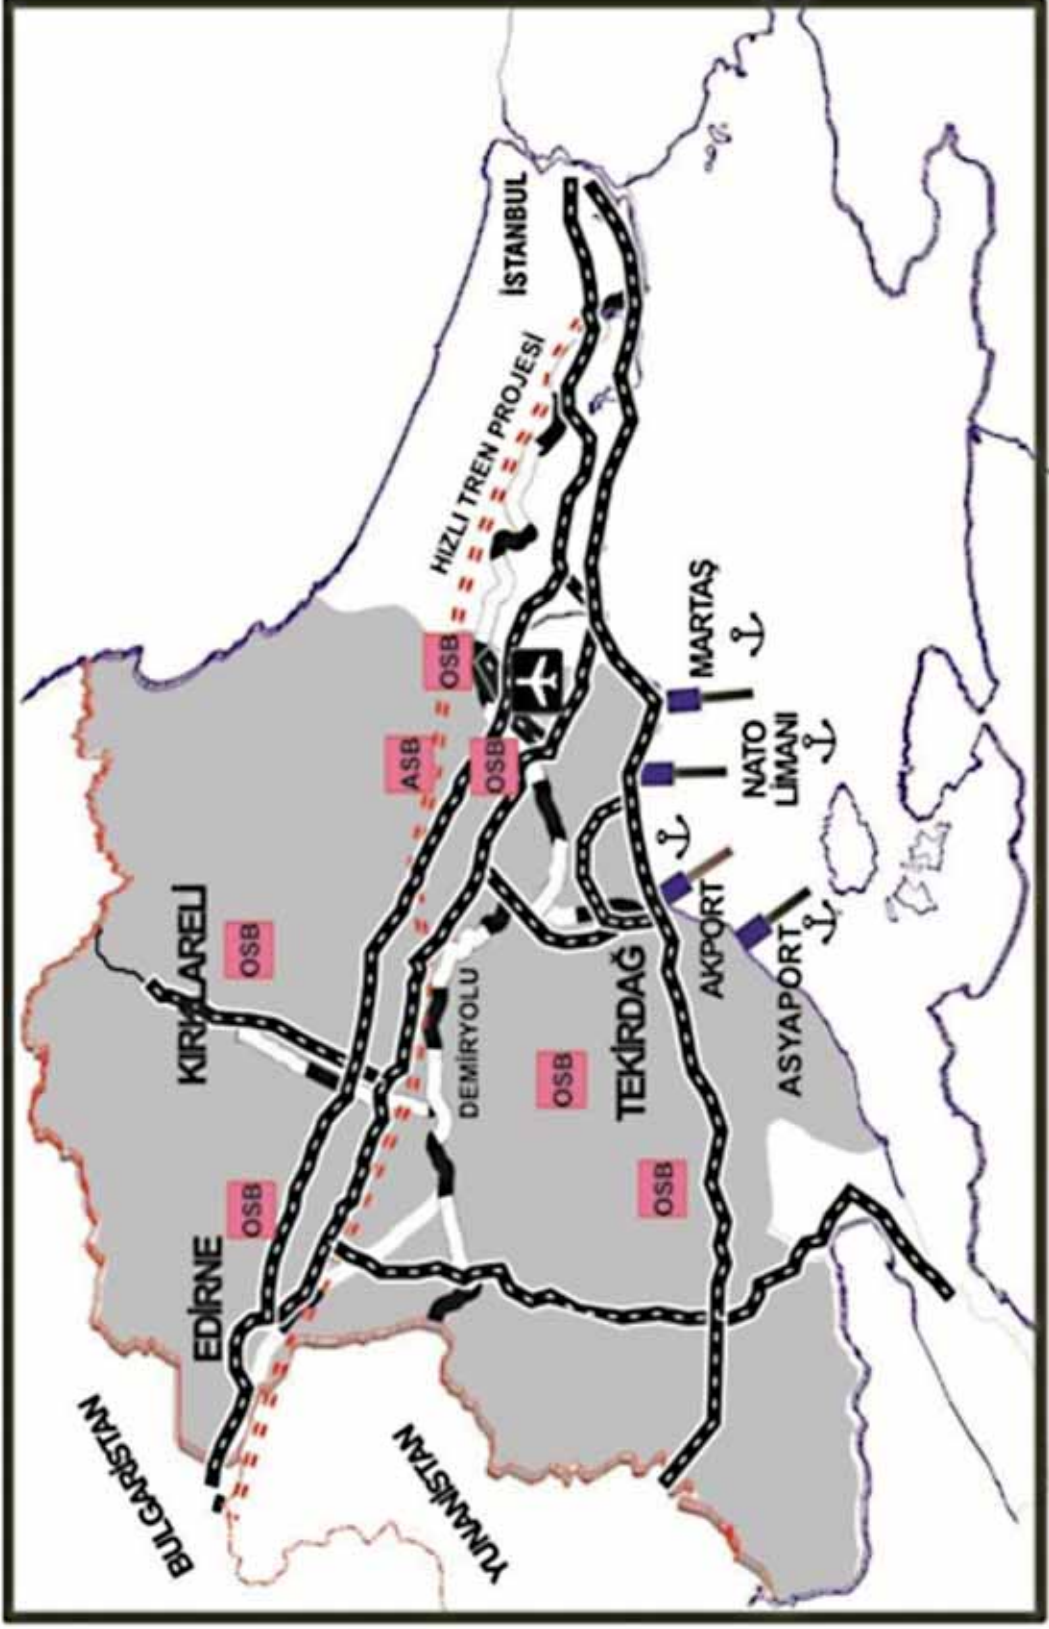 BULGARİSTAN
YUNANİSTAN
EDİRNE
OSB
KIRKLARELİ
OSB
OSB
OSB
TEKİRDAĞ
DEMİRYOLU
ASB
OSB
OSB
HIZLI TREN PROJESİ
İSTANBUL
ASYAPORT
AKPORT
NATO
LİMANI
MARTAŞ